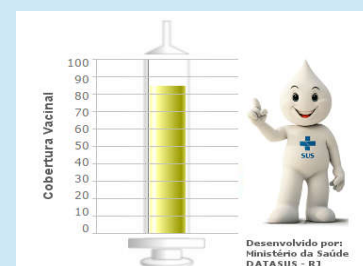 100
90
80
70
60
50
40
30
20
10
0
Cobertura Vacinal
SUS
Desenvolvido por:
Ministério da Saúde
DATASUS - RJ